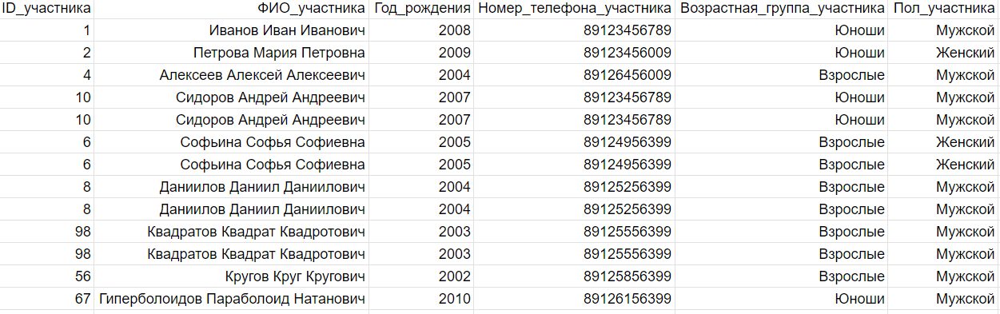 ID_участника ФИО_участника Год_рождения Номер_телефона_участника Возрастная_группа_участника Пол_участника
1 Иванов Иван Иванович 2008 89123456789 Юноши Мужской
2 Петрова Мария Петровна 2009 89123456009 Юноши Женский
4 Алексеев Алексей Алексеевич 2004 89126456009 Взрослые Мужской
10 Сидоров Андрей Андреевич 2007 89123456789 Юноши Мужской
10 Сидоров Андрей Андреевич 2007 89123456789 Юноши Мужской
6 Софьина Софья Софиевна 2005 89124956399 Взрослые Женский
6 Софьина Софья Софиевна 2005 89124956399 Взрослые Женский
8 Даниилов Даниил Даниилович 2004 89125256399 Взрослые Мужской
8 Даниилов Даниил Даниилович 2004 89125256399 Взрослые Мужской
98 Квадратов Квадрат Квадротович 2003 89125556399 Взрослые Мужской
98 Квадратов Квадрат Квадротович 2003 89125556399 Взрослые Мужской
56 Кругов Круг Кругович 2002 89125856399 Взрослые Мужской
67 Гиперболоидов Параболоид Натанович 2010 89126156399 Юноши Мужской